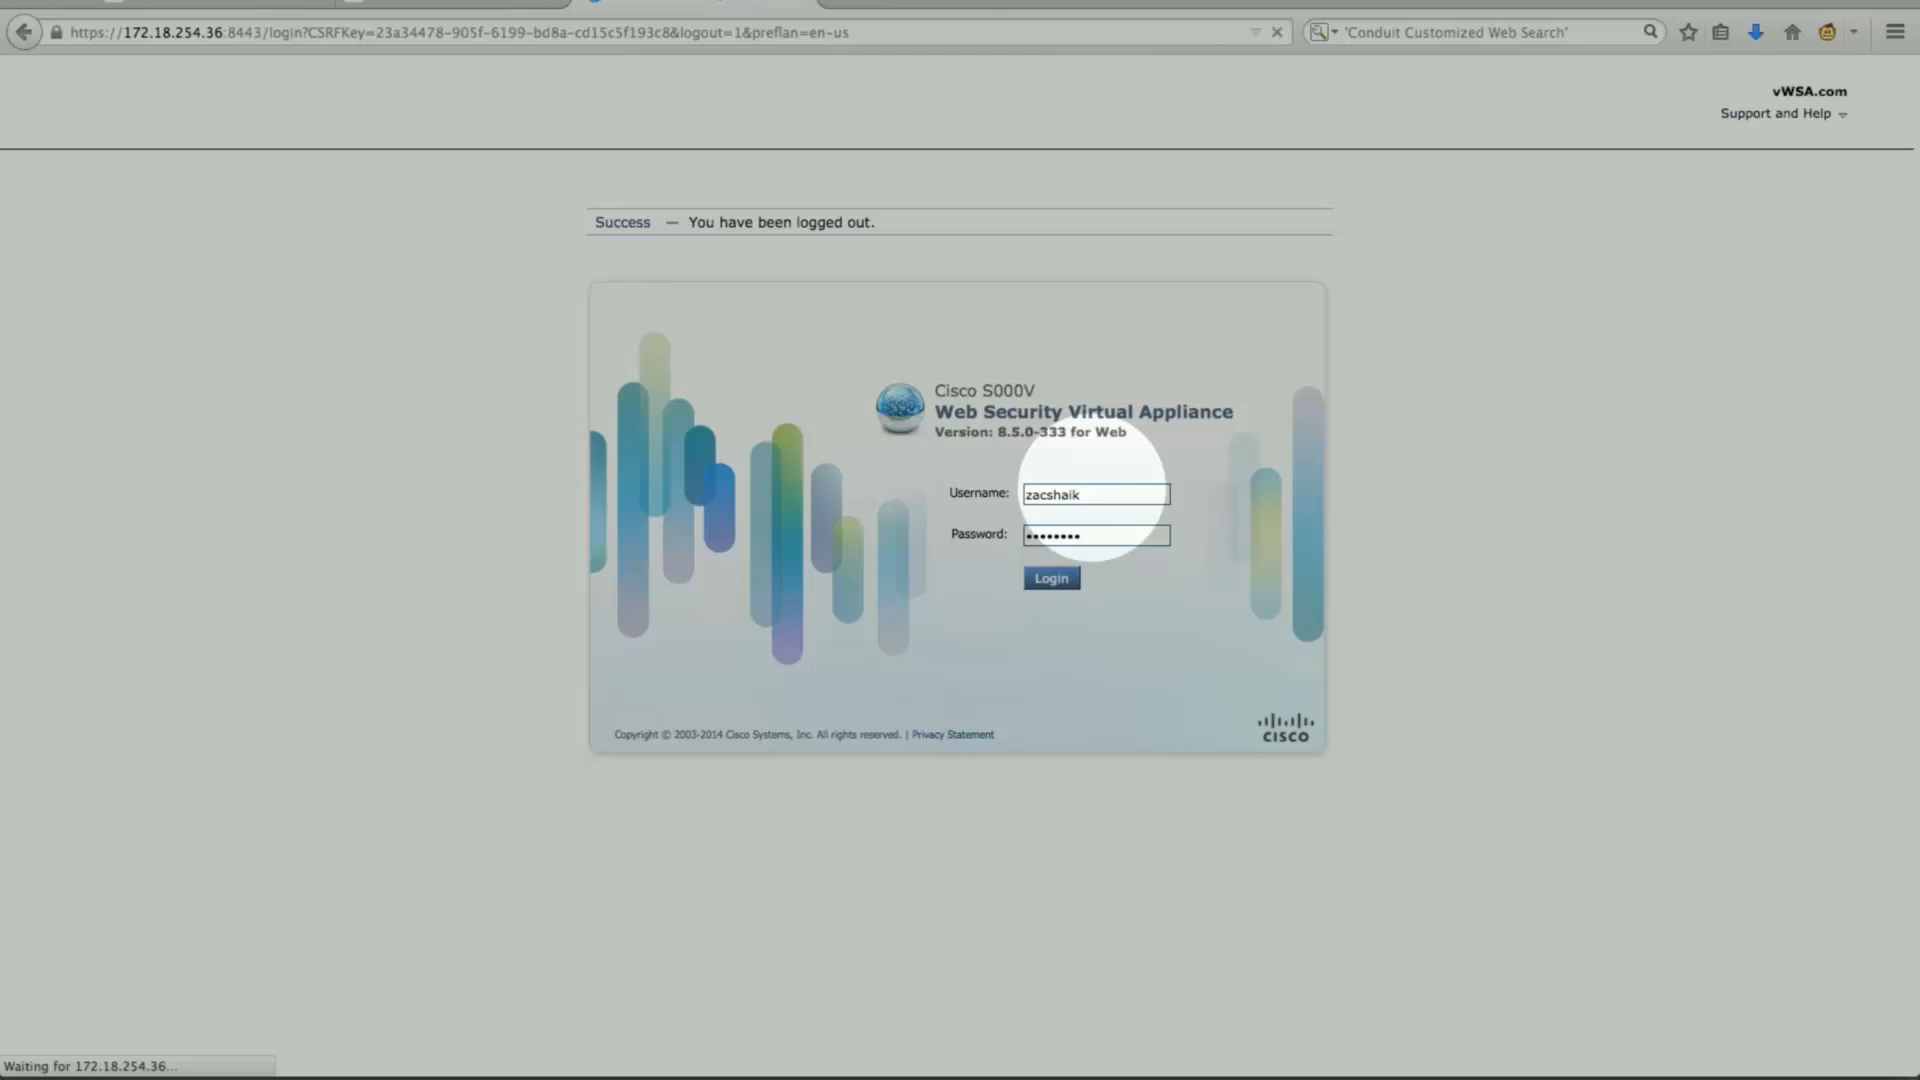 https://172.18.254.36:8443/login?CSRFKey=23a34478-905f-6199-bd8a-cd15c5f193c8&logout=1&preflan=en-us
'Conduit Customized Web Search'
vWSA.com
Support and Help
Success — You have been logged out.
Cisco S000V
Web Security Virtual Appliance
Version: 8.5.0-333 for Web
Username: zacshaik
Password: ••••••••
Login
Copyright © 2003-2014 Cisco Systems, Inc. All rights reserved. | Privacy Statement
CISCO
Waiting for 172.18.254.36...